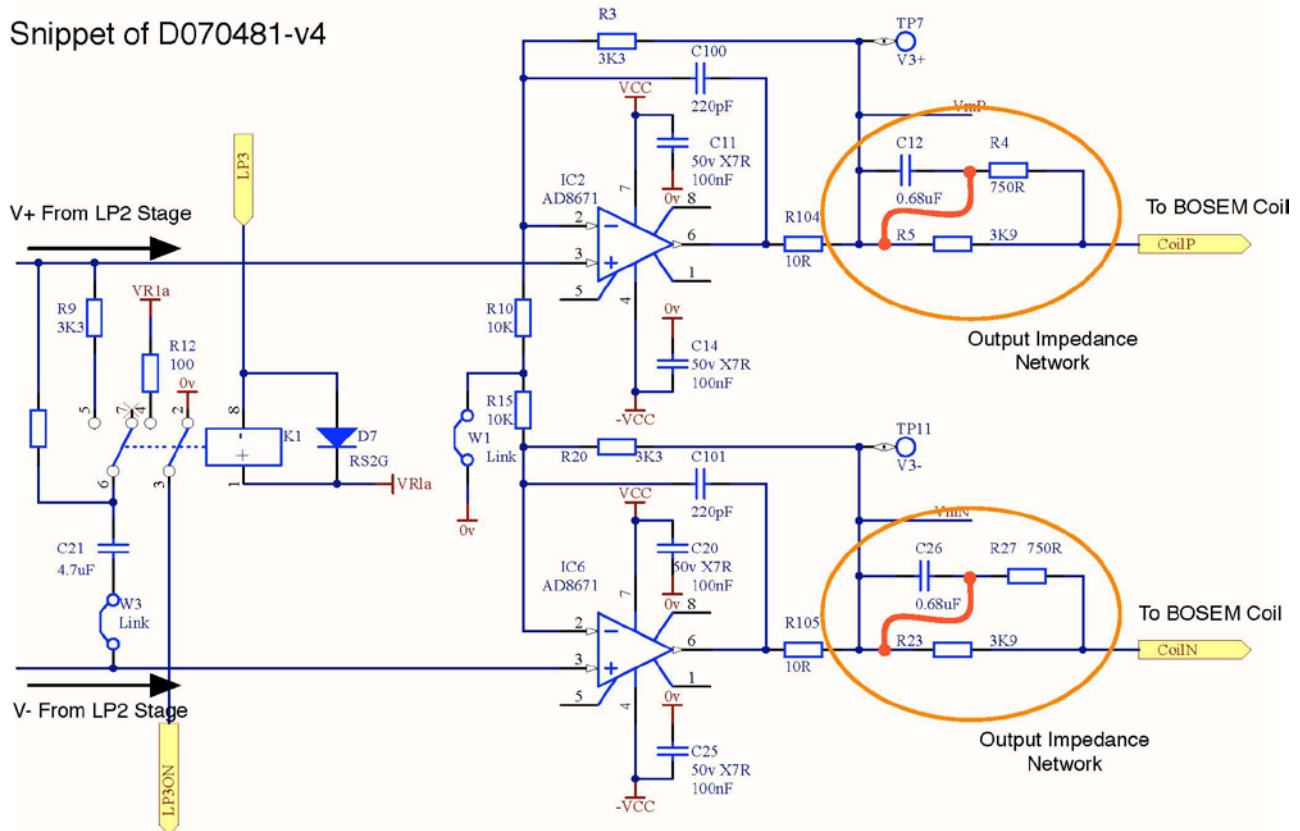 Snippet of D070481-v4
R3
3K3
TP7
V3+
C100
220pF
VCC
VmP
C11
50v X7R
100nF
0v
C12
0.68uF
R4
750R
LP3
IC2
AD8671
7
8
2
3
6
1
5
4
V+ From LP2 Stage
R104
10R
R5
3K9
To BOSEM Coil
CoilP
Output Impedance
Network
R9
3K3
VR1a
R12
100
0v
R10
10K
0v
C14
50v X7R
100nF
-VCC
5
7
4
2
8
K1
D7
RS2G
1
VR1a
6
3
R15
10K
W1
Link
0v
R20
3K3
TP11
V3-
C101
220pF
VCC
VmN
C21
4.7uF
W3
Link
IC6
AD8671
C20
50v X7R
100nF
0v
7
8
2
3
6
1
5
4
C26
0.68uF
R27
750R
R105
10R
R23
3K9
To BOSEM Coil
CoilN
V- From LP2 Stage
0v
C25
50v X7R
100nF
-VCC
Output Impedance
Network
LP3ON